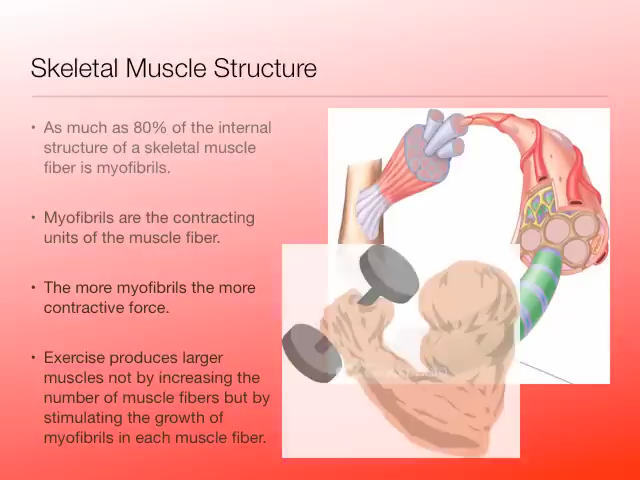 Skeletal Muscle Structure
• As much as 80% of the internal
structure of a skeletal muscle
fiber is myofibrils.
• Myofibrils are the contracting
units of the muscle fiber.
• The more myofibrils the more
contractive force.
• Exercise produces larger
muscles not by increasing the
number of muscle fibers but by
stimulating the growth of
myofibrils in each muscle fiber.